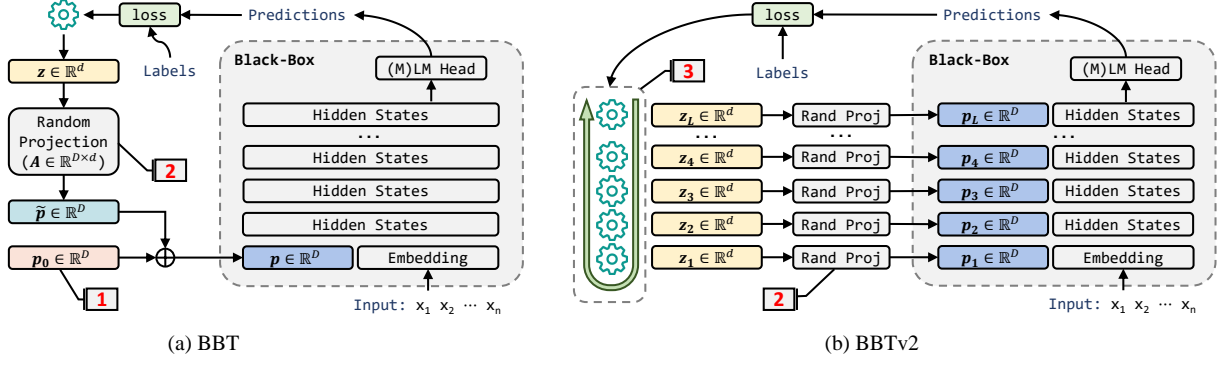 loss
Predictions
Labels
z ∈ ℝ^d
Random
Projection
(A ∈ ℝ^{D×d})
2
p̃ ∈ ℝ^D
p₀ ∈ ℝ^D
1
Black-Box
(M)LM Head
Hidden States
...
Hidden States
Hidden States
Hidden States
p ∈ ℝ^D Embedding
Input: x₁ x₂ ⋯ xₙ
(a) BBT
loss
Predictions
Labels
3
Black-Box
(M)LM Head
z_L ∈ ℝ^d Rand Proj p_L ∈ ℝ^D Hidden States
... ... ...
z₄ ∈ ℝ^d Rand Proj p₄ ∈ ℝ^D Hidden States
z₃ ∈ ℝ^d Rand Proj p₃ ∈ ℝ^D Hidden States
z₂ ∈ ℝ^d Rand Proj p₂ ∈ ℝ^D Hidden States
z₁ ∈ ℝ^d Rand Proj p₁ ∈ ℝ^D Embedding
2
Input: x₁ x₂ ⋯ xₙ
(b) BBTv2